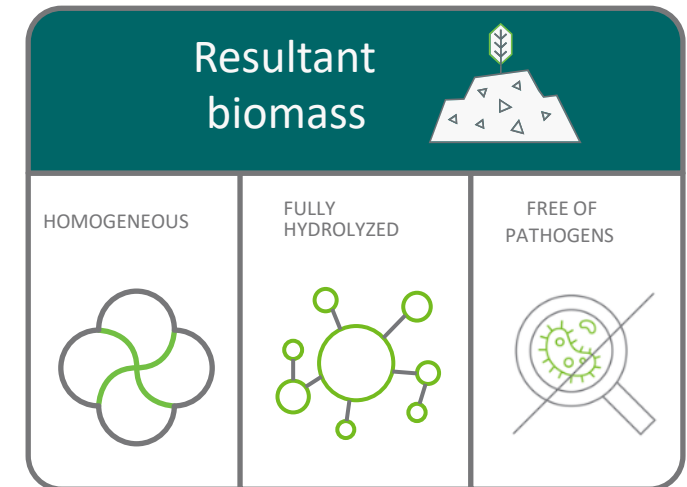 Resultant
biomass
HOMOGENEOUS
FULLY
HYDROLYZED
FREE OF
PATHOGENS